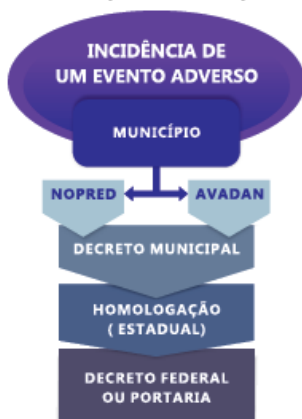 INCIDÊNCIA DE
UM EVENTO ADVERSO
MUNICÍPIO
NOPRED
AVADAN
DECRETO MUNICIPAL
HOMOLOGAÇÃO
( ESTADUAL)
DECRETO FEDERAL
OU PORTARIA